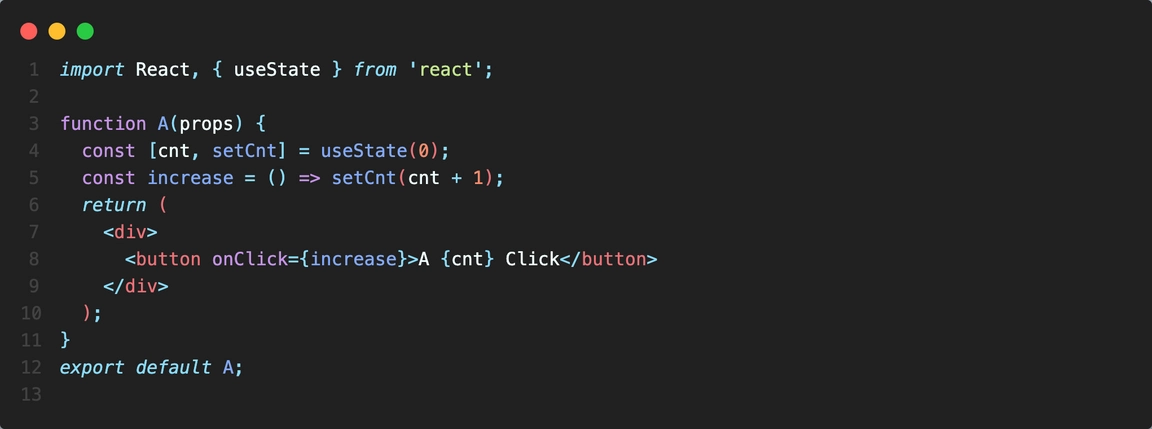 1 import React, { useState } from 'react';
2
3 function A(props) {
4   const [cnt, setCnt] = useState(0);
5   const increase = () => setCnt(cnt + 1);
6   return (
7     <div>
8       <button onClick={increase}>A {cnt} Click</button>
9     </div>
10   );
11 }
12 export default A;
13